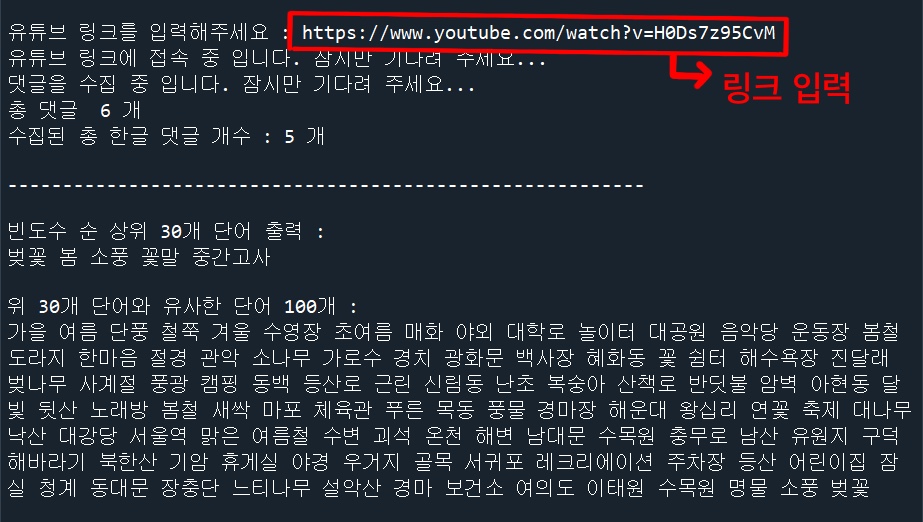 유튜브 링크를 입력해주세요 : https://www.youtube.com/watch?v=H0Ds7z95CvM
유튜브 링크에 접속 중 입니다. 잠시만 기다려 주세요...
링크 입력
댓글을 수집 중 입니다. 잠시만 기다려 주세요...
총 댓글  6 개
수집된 총 한글 댓글 개수 : 5 개
----------------------------------------------------------
빈도수 순 상위 30개 단어 출력 :
벚꽃 봄 소풍 꽃말 중간고사
위 30개 단어와 유사한 단어 100개 :
가을 여름 단풍 철쭉 겨울 수영장 초여름 매화 야외 대학로 놀이터 대공원 음악당 운동장 봄철
도라지 한마음 절경 관악 소나무 가로수 경치 광화문 백사장 혜화동 꽃 쉼터 해수욕장 진달래
벚나무 사계절 풍광 캠핑 동백 등산로 근린 신림동 난초 복숭아 산책로 반딧불 암벽 아현동 달
빛 뒷산 노래방 봄철 새싹 마포 체육관 푸른 목동 풍물 경마장 해운대 왕십리 연꽃 축제 대나무
낙산 대강당 서울역 맑은 여름철 수변 괴석 온천 해변 남대문 수목원 충무로 남산 유원지 구덕
해바라기 북한산 기암 휴게실 야경 우거지 골목 서귀포 레크리에이션 주차장 등산 어린이집 잠
실 청계 동대문 장충단 느티나무 설악산 경마 보건소 여의도 이태원 수목원 명물 소풍 벚꽃